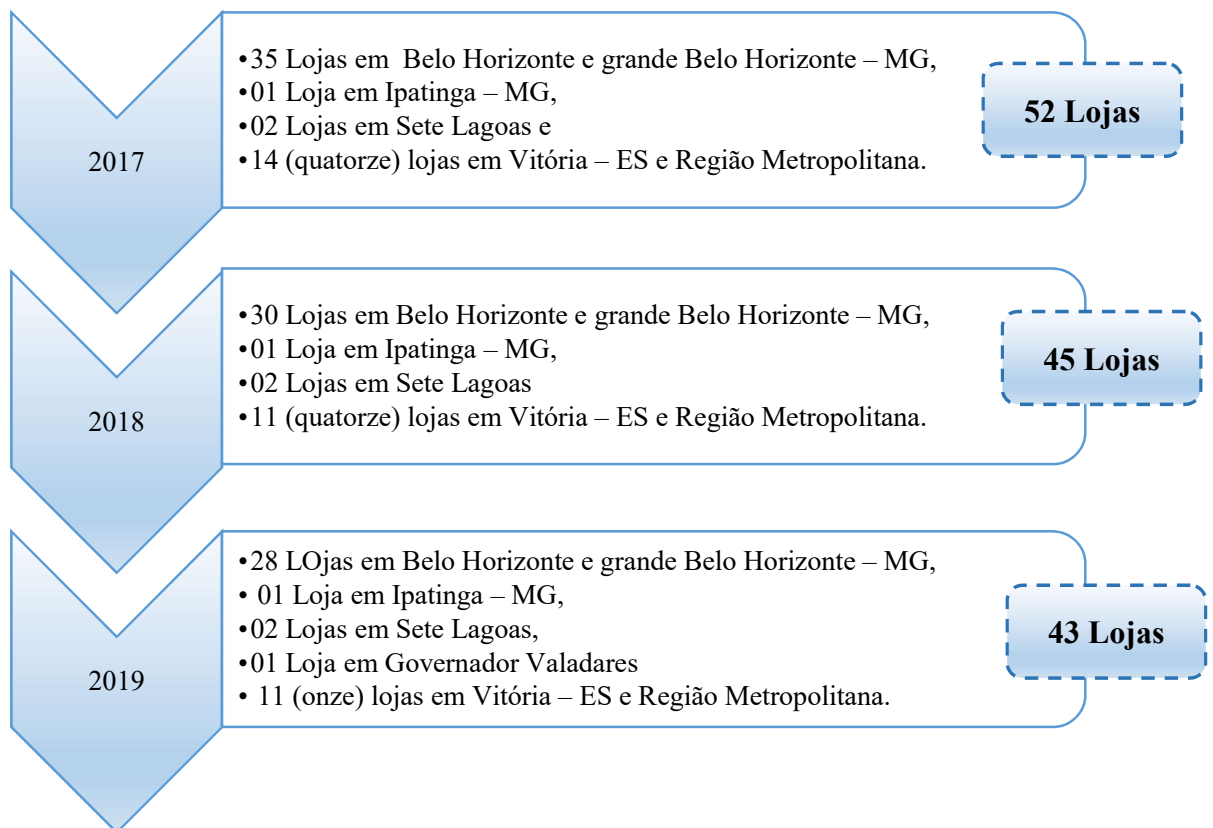 2017
•35 Lojas em  Belo Horizonte e grande Belo Horizonte – MG,
•01 Loja em Ipatinga – MG,
•02 Lojas em Sete Lagoas e
•14 (quatorze) lojas em Vitória – ES e Região Metropolitana.
52 Lojas
2018
•30 Lojas em Belo Horizonte e grande Belo Horizonte – MG,
•01 Loja em Ipatinga – MG,
•02 Lojas em Sete Lagoas
•11 (quatorze) lojas em Vitória – ES e Região Metropolitana.
45 Lojas
2019
•28 LOjas em Belo Horizonte e grande Belo Horizonte – MG,
• 01 Loja em Ipatinga – MG,
•02 Lojas em Sete Lagoas,
•01 Loja em Governador Valadares
• 11 (onze) lojas em Vitória – ES e Região Metropolitana.
43 Lojas